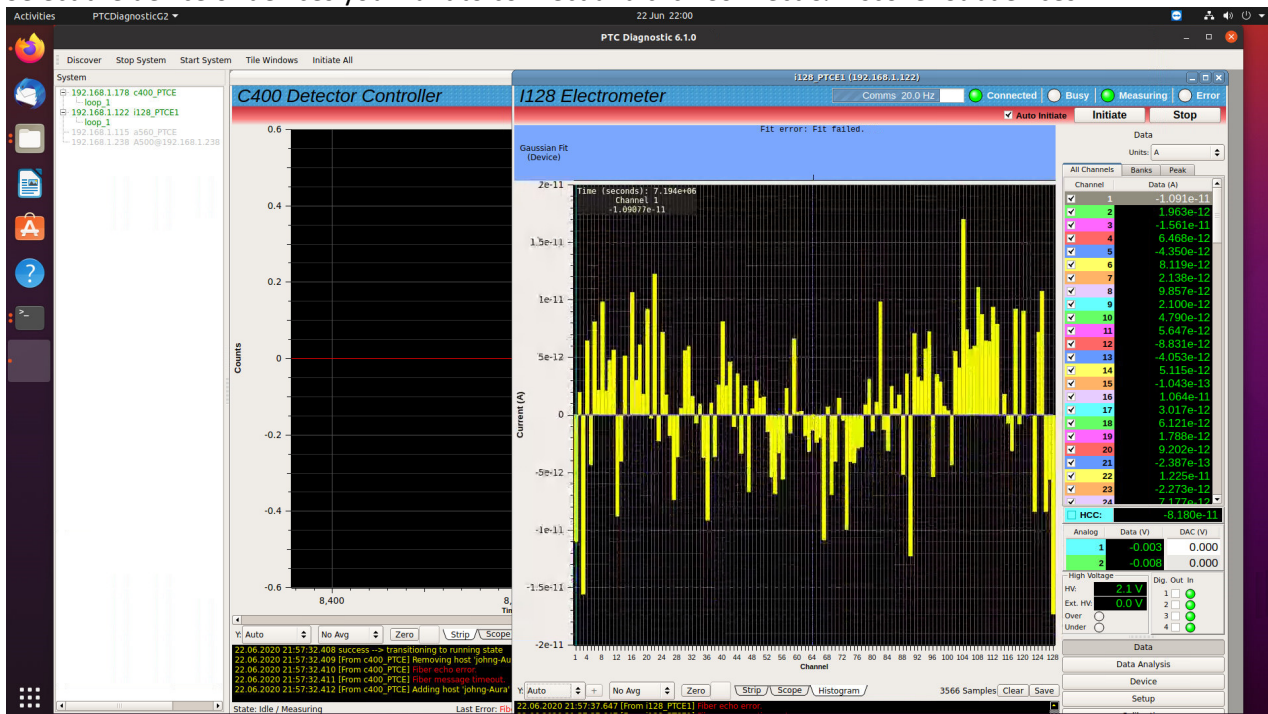 Activities PTCDiagnosticG2 22 Jun 22:00
PTC Diagnostic 6.1.0
Discover Stop System Start System Tile Windows Initiate All
System
192.168.1.178 c400_PTCE
loop_1
192.168.1.122 i128_PTCE1
loop_1
192.168.1.115 a560_PTCE
192.168.1.238 A500@192.168.1.238
C400 Detector Controller
0.6
0.4
0.2
0
-0.2
-0.4
-0.6
Counts
8,400
Y: Auto No Avg Zero Strip Scope
22.06.2020 21:57:32.408 success --> transitioning to running state
22.06.2020 21:57:32.409 [From c400_PTCE] Removing host 'johng-Au
22.06.2020 21:57:32.410 [From c400_PTCE] Fiber echo error.
22.06.2020 21:57:32.411 [From c400_PTCE] Fiber message timeout.
22.06.2020 21:57:32.412 [From c400_PTCE] Adding host 'johng-Aura'
State: Idle / Measuring Last Error: Fib
i128_PTCE1 (192.168.1.122)
I128 Electrometer Comms 20.0 Hz Connected Busy Measuring Error
Auto Initiate Initiate Stop
Fit error: Fit failed.
Gaussian Fit
(Device)
Time (seconds): 7.194e+06
Channel 1
-1.09077e-11
2e-11
1.5e-11
1e-11
5e-12
0
-5e-12
-1e-11
-1.5e-11
-2e-11
Current (A)
1 4 8 12 16 20 24 28 32 36 40 44 48 52 56 60 64 68 72 76 80 84 88 92 96 100 104 108 112 116 120 124 128
Channel
Y: Auto + No Avg Zero Strip Scope Histogram 3566 Samples Clear Save
22.06.2020 21:57:37.647 [From i128_PTCE1] Fiber echo error.
Data
Units: A
All Channels Banks Peak
Channel Data (A)
1 -1.091e-11
2 1.963e-12
3 -1.561e-11
4 6.468e-12
5 -4.350e-12
6 8.119e-12
7 2.138e-12
8 9.857e-12
9 2.100e-12
10 4.790e-12
11 5.647e-12
12 -8.831e-12
13 -4.053e-12
14 5.115e-12
15 -1.043e-13
16 1.064e-11
17 3.017e-12
18 6.121e-12
19 1.788e-12
20 9.202e-12
21 -2.387e-13
22 1.225e-11
23 -2.273e-12
24 7.177e-12
HCC: -8.180e-11
Analog Data (V) DAC (V)
1 -0.003 0.000
2 -0.008 0.000
High Voltage Dig. Out In
HV: 2.1 V 1
Ext. HV: 0.0 V 2
Over 3
Under 4
Data
Data Analysis
Device
Setup